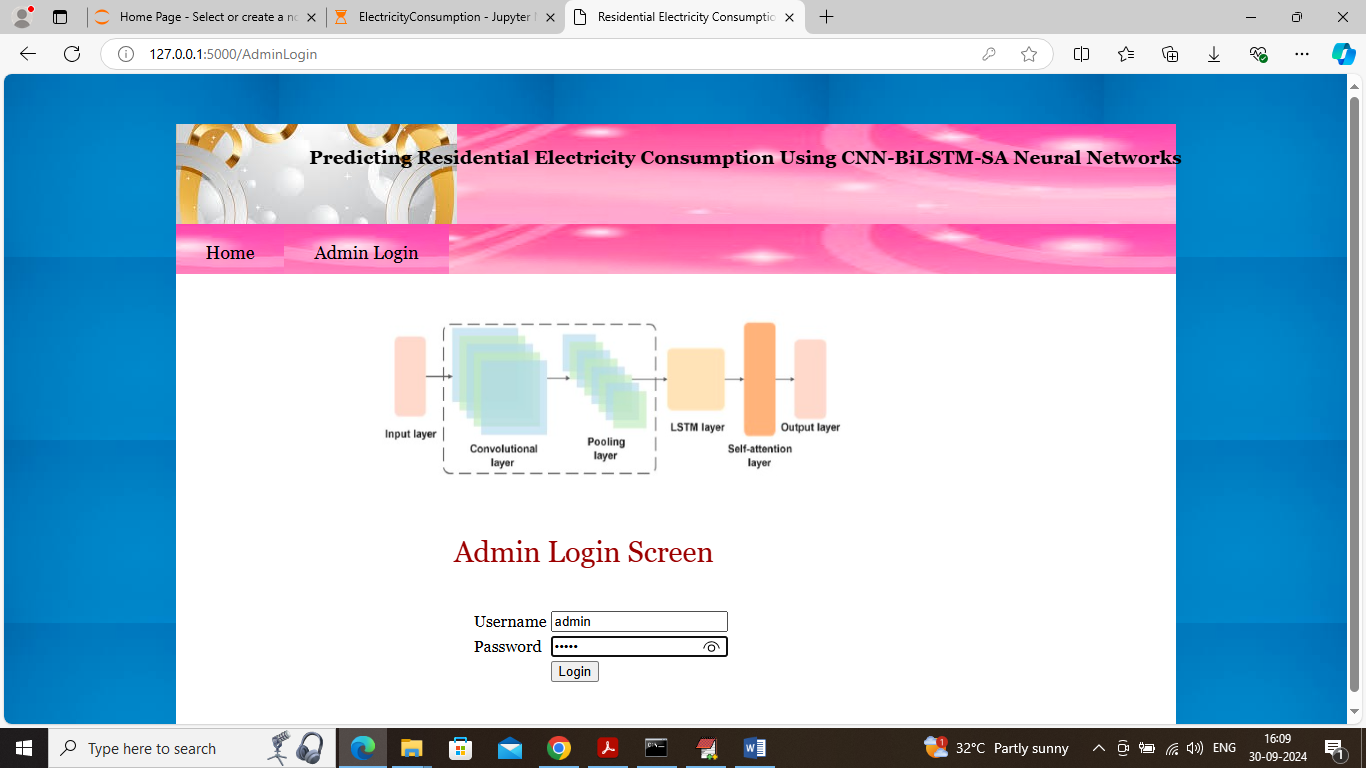 Home Page - Select or create a no
ElectricityConsumption - Jupyter
Residential Electricity Consumptio
127.0.0.1:5000/AdminLogin
Predicting Residential Electricity Consumption Using CNN-BiLSTM-SA Neural Networks
Home
Admin Login
Input layer
Convolutional
layer
Pooling
layer
LSTM layer
Self-attention
layer
Output layer
Admin Login Screen
Username admin
Password •••••
Login
Type here to search
1
32°C Partly sunny
ENG
16:09
30-09-2024
1